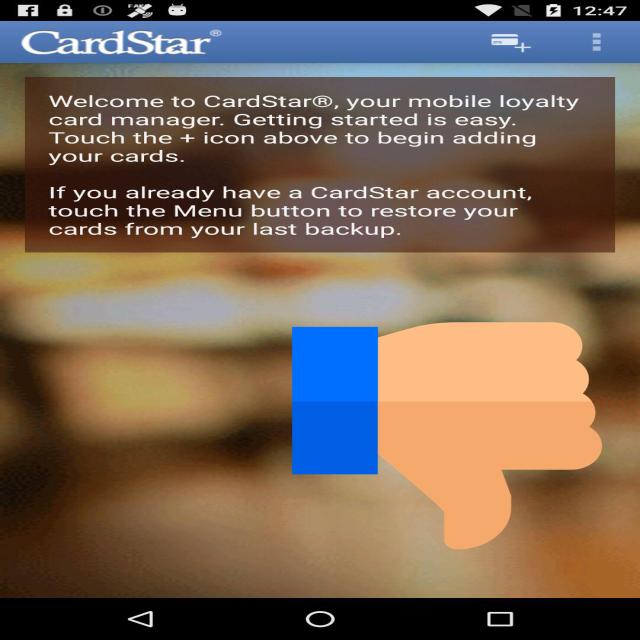 12:47
CardStar®
Welcome to CardStar®, your mobile loyalty
card manager. Getting started is easy.
Touch the + icon above to begin adding
your cards.
If you already have a CardStar account,
touch the Menu button to restore your
cards from your last backup.